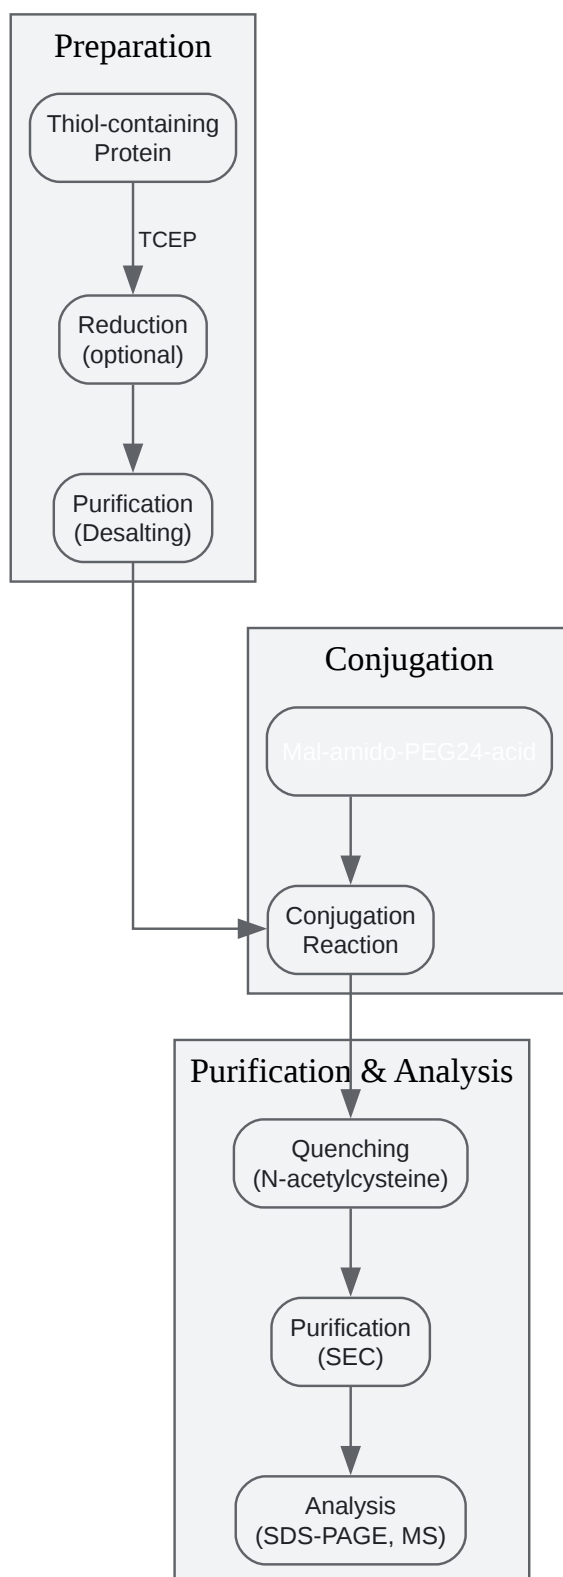 Preparation
Thiol-containing
Protein
TCEP
Reduction
(optional)
Purification
(Desalting)
Conjugation
Mal-amido-PEG24-acid
Conjugation
Reaction
Purification & Analysis
Quenching
(N-acetylcysteine)
Purification
(SEC)
Analysis
(SDS-PAGE, MS)